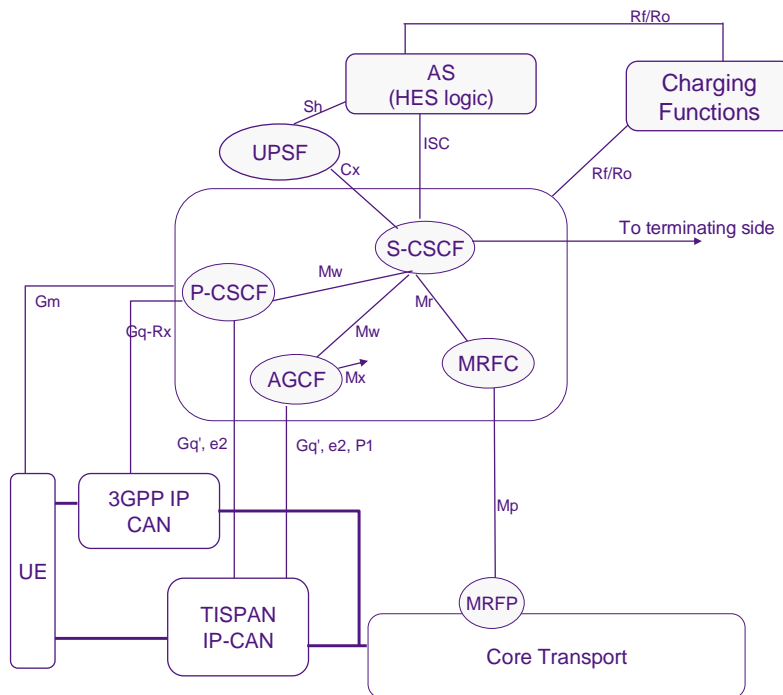 Rf/Ro
AS
(HES logic)
Charging
Functions
Sh
UPSF
ISC
Cx
Rf/Ro
To terminating side
S-CSCF
Mw
P-CSCF
Gm
Mr
Gq-Rx
Mw
MRFC
AGCF
Mx
Gq', e2
Gq', e2, P1
3GPP IP
CAN
Mp
UE
TISPAN
IP-CAN
MRFP
Core Transport